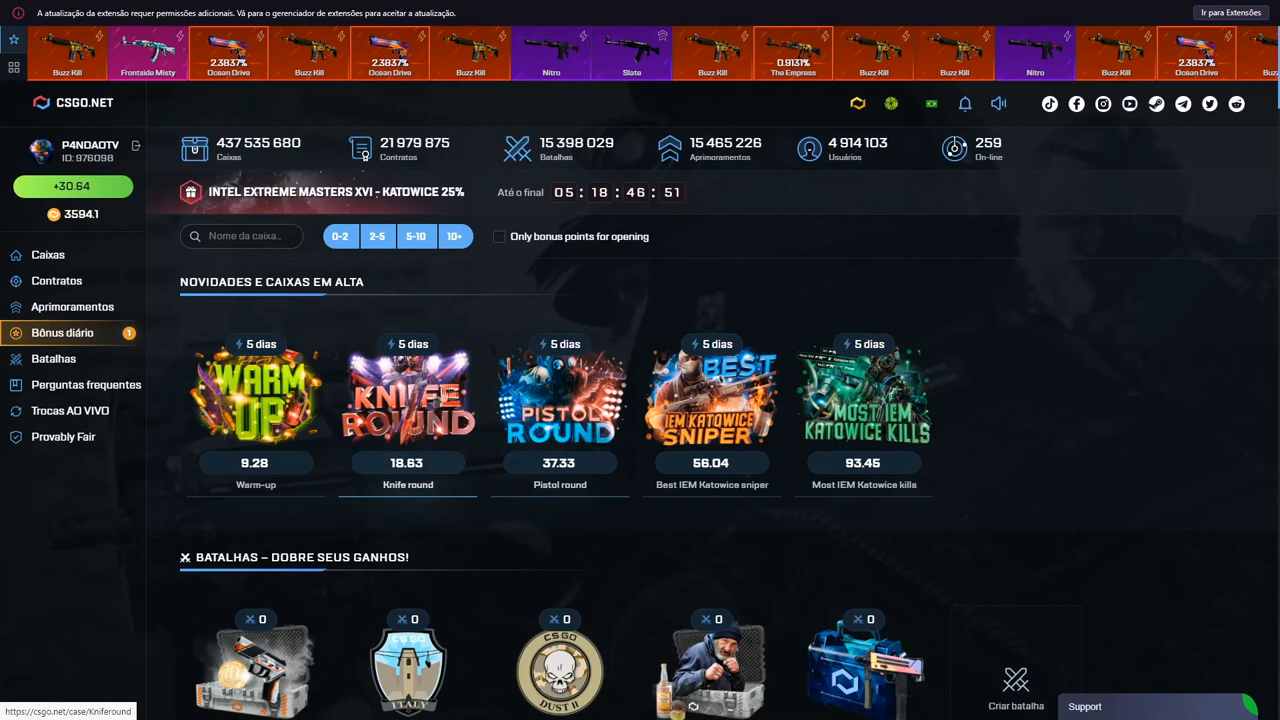 A atualização da extensão requer permissões adicionais. Vá para o gerenciador de extensões para aceitar a atualização.
Ir para Extensões
Buzz Kill
Frontside Misty
2.3837%
Ocean Drive
Buzz Kill
2.3837%
Ocean Drive
Buzz Kill
Nitro
Slate
Buzz Kill
0.9131%
The Empress
Buzz Kill
Buzz Kill
Nitro
Buzz Kill
2.3837%
Ocean Drive
Buzz
CSGO.NET
P4NDAOTV
ID: 976098
+30.64
3594.1
437 535 680
Caixas
21 979 875
Contratos
15 398 029
Batalhas
15 465 226
Aprimoramentos
4 914 103
Usuários
259
On-line
INTEL EXTREME MASTERS XVI - KATOWICE 25%
Até o final
05 : 18 : 46 : 51
Nome da caixa...
0-2
2-5
5-10
10+
Only bonus points for opening
Caixas
Contratos
Aprimoramentos
Bônus diário
1
Batalhas
Perguntas frequentes
Trocas AO VIVO
Provably Fair
NOVIDADES E CAIXAS EM ALTA
5 dias
5 dias
5 dias
5 dias
5 dias
WARM UP
KNIFE ROUND
PISTOL ROUND
BEST IEM KATOWICE SNIPER
MOST IEM KATOWICE KILLS
9.28
18.63
37.33
56.04
93.45
Warm-up
Knife round
Pistol round
Best IEM Katowice sniper
Most IEM Katowice kills
BATALHAS – DOBRE SEUS GANHOS!
0
0
0
0
0
CS GO
ITALY
CS GO
DUST II
Criar batalha
Support
https://csgo.net/case/Kniferound